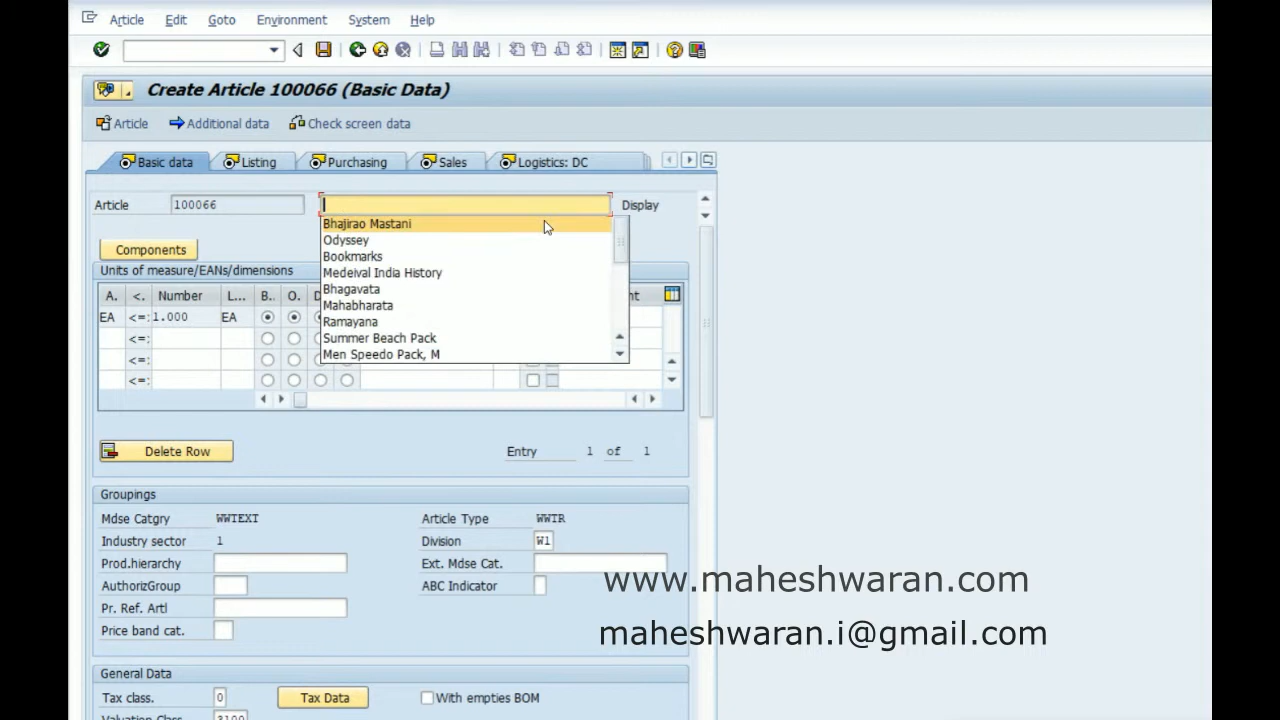 Article Edit Goto Environment System Help
Create Article 100066 (Basic Data)
Article Additional data Check screen data
Basic data Listing Purchasing Sales Logistics: DC
Article 100066 Display
Bhajirao Mastani
Odyssey
Bookmarks
Medeival India History
Bhagavata
Mahabharata
Ramayana
Summer Beach Pack
Men Speedo Pack, M
Components
Units of measure/EANs/dimensions
A. <. Number L... B.. O.
EA <=: 1.000 EA
<=:
<=:
<=:
Delete Row Entry 1 of 1
Groupings
Mdse Catgry WWTEXT Article Type WWTR
Industry sector 1 Division W1
Prod.hierarchy Ext. Mdse Cat.
AuthorizGroup ABC Indicator
Pr. Ref. Artl
Price band cat.
www.maheshwaran.com
maheshwaran.i@gmail.com
General Data
Tax class. 0 Tax Data With empties BOM
Valuation Class 3100